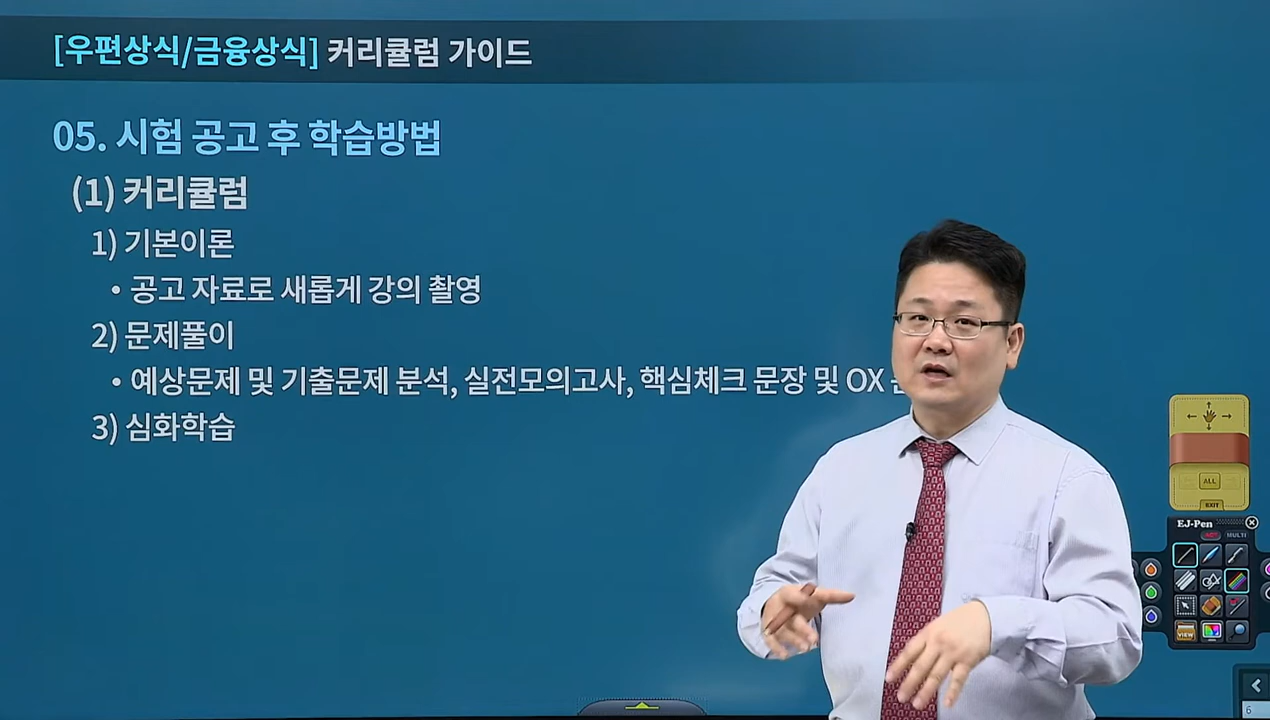 [우편상식/금융상식] 커리큘럼 가이드
05. 시험 공고 후 학습방법
(1) 커리큘럼
1) 기본이론
• 공고 자료로 새롭게 강의 촬영
2) 문제풀이
• 예상문제 및 기출문제 분석, 실전모의고사, 핵심체크 문장 및 OX
3) 심화학습
ALL
EXIT
EJ-Pen
MULTI
VIEW
6